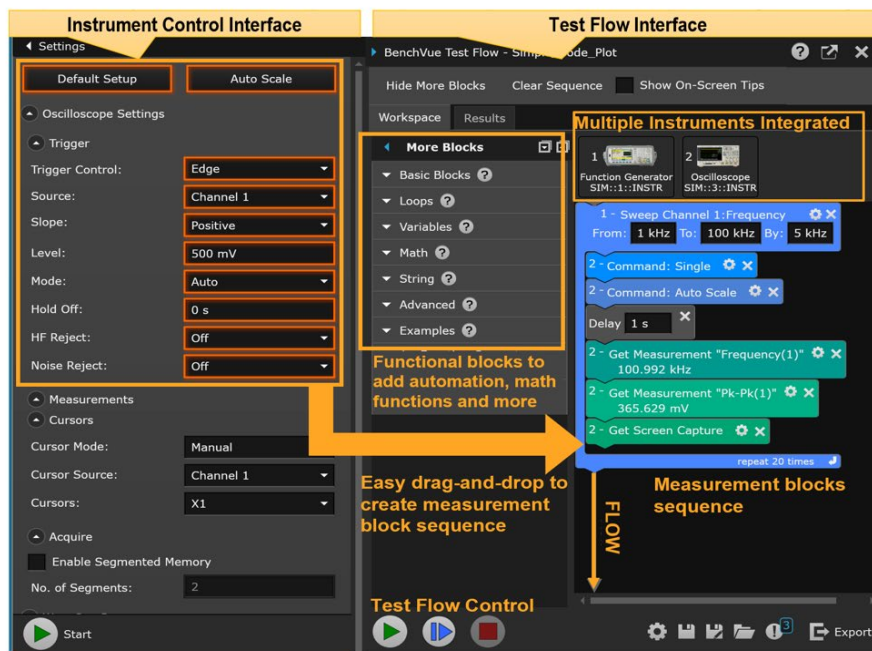 Instrument Control Interface
Test Flow Interface
Settings
Default Setup
Auto Scale
Oscilloscope Settings
Trigger
Trigger Control:
Edge
Source:
Channel 1
Slope:
Positive
Level:
500 mV
Mode:
Auto
Hold Off:
0 s
HF Reject:
Off
Noise Reject:
Off
Measurements
Cursors
Cursor Mode:
Manual
Cursor Source:
Channel 1
Cursors:
X1
Acquire
Enable Segmented Memory
No. of Segments:
2
Start
BenchVue Test Flow -
Hide More Blocks
Clear Sequence
Show On-Screen Tips
Workspace
Results
More Blocks
Basic Blocks
Loops
Variables
Math
String
Advanced
Examples
Functional blocks to
add automation, math
functions and more
Easy drag-and-drop to
create measurement
block sequence
Multiple Instruments Integrated
1
Function Generator
SIM::1::INSTR
2
Oscilloscope
SIM::3::INSTR
1 - Sweep Channel 1:Frequency
From: 1 kHz To: 100 kHz By: 5 kHz
2 - Command: Single
2 - Command: Auto Scale
Delay 1 s
2 - Get Measurement "Frequency(1)"
100.992 kHz
2 - Get Measurement "Pk-Pk(1)"
365.629 mV
2 - Get Screen Capture
repeat 20 times
FLOW
Measurement blocks
sequence
Test Flow Control
3
Export